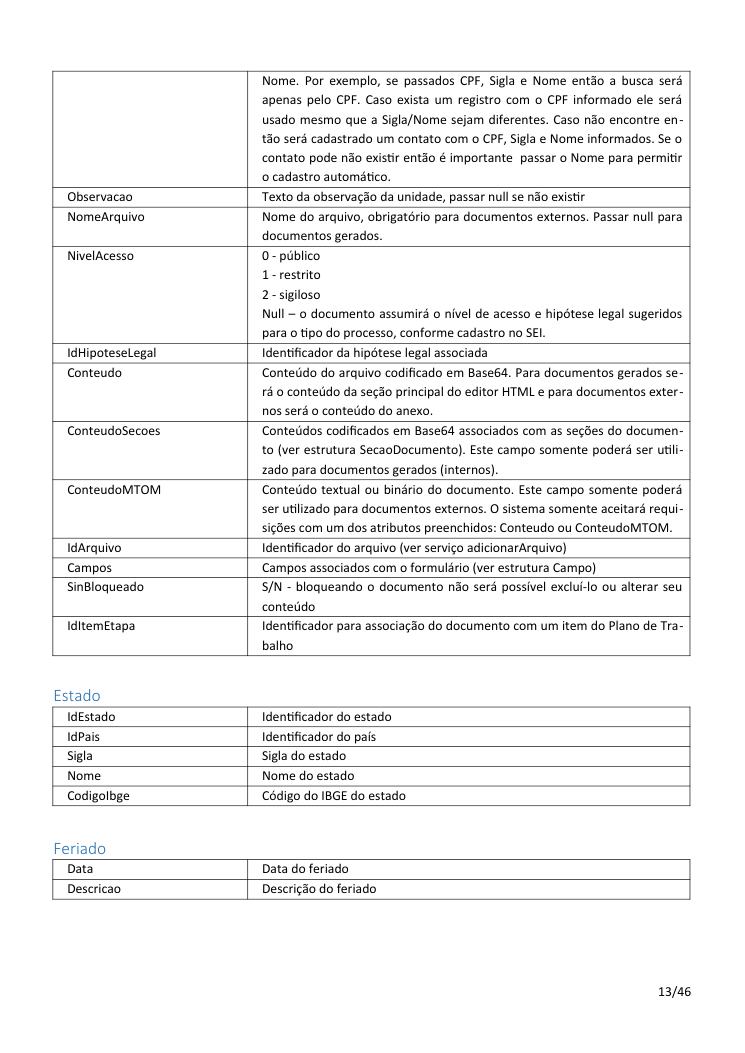 Nome. Por exemplo, se passados CPF, Sigla e Nome então a busca será
apenas pelo CPF. Caso exista um registro com o CPF informado ele será
usado mesmo que a Sigla/Nome sejam diferentes. Caso não encontre en-
tão será cadastrado um contato com o CPF, Sigla e Nome informados. Se o
contato pode não existir então é importante passar o Nome para permitir
o cadastro automático.
Observacao Texto da observação da unidade, passar null se não existir
NomeArquivo Nome do arquivo, obrigatório para documentos externos. Passar null para
documentos gerados.
NivelAcesso 0 - público
1 - restrito
2 - sigiloso
Null – o documento assumirá o nível de acesso e hipótese legal sugeridos
para o tipo do processo, conforme cadastro no SEI.
IdHipoteseLegal Identificador da hipótese legal associada
Conteudo Conteúdo do arquivo codificado em Base64. Para documentos gerados se-
rá o conteúdo da seção principal do editor HTML e para documentos exter-
nos será o conteúdo do anexo.
ConteudoSecoes Conteúdos codificados em Base64 associados com as seções do documen-
to (ver estrutura SecaoDocumento). Este campo somente poderá ser utili-
zado para documentos gerados (internos).
ConteudoMTOM Conteúdo textual ou binário do documento. Este campo somente poderá
ser utilizado para documentos externos. O sistema somente aceitará requi-
sições com um dos atributos preenchidos: Conteudo ou ConteudoMTOM.
IdArquivo Identificador do arquivo (ver serviço adicionarArquivo)
Campos Campos associados com o formulário (ver estrutura Campo)
SinBloqueado S/N - bloqueando o documento não será possível excluí-lo ou alterar seu
conteúdo
IdItemEtapa Identificador para associação do documento com um item do Plano de Tra-
balho
Estado
IdEstado Identificador do estado
IdPais Identificador do país
Sigla Sigla do estado
Nome Nome do estado
CodigoIbge Código do IBGE do estado
Feriado
Data Data do feriado
Descricao Descrição do feriado
13/46